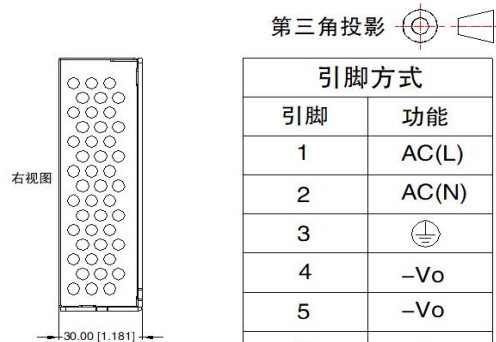 第三角投影
右视图
30.00 [1.181]
引脚方式
引脚 功能
1 AC(L)
2 AC(N)
3
4 –Vo
5 –Vo